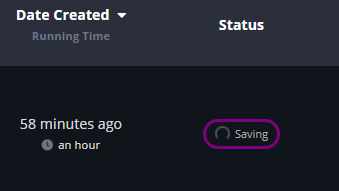 Date Created
Running Time
Status
58 minutes ago
an hour
Saving